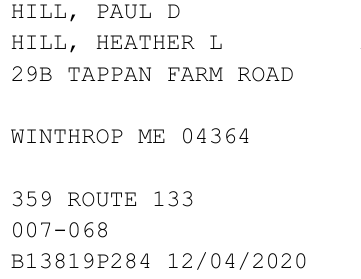 HILL, PAUL D
HILL, HEATHER L
29B TAPPAN FARM ROAD
WINTHROP ME 04364
359 ROUTE 133
007-068
B13819P284 12/04/2020